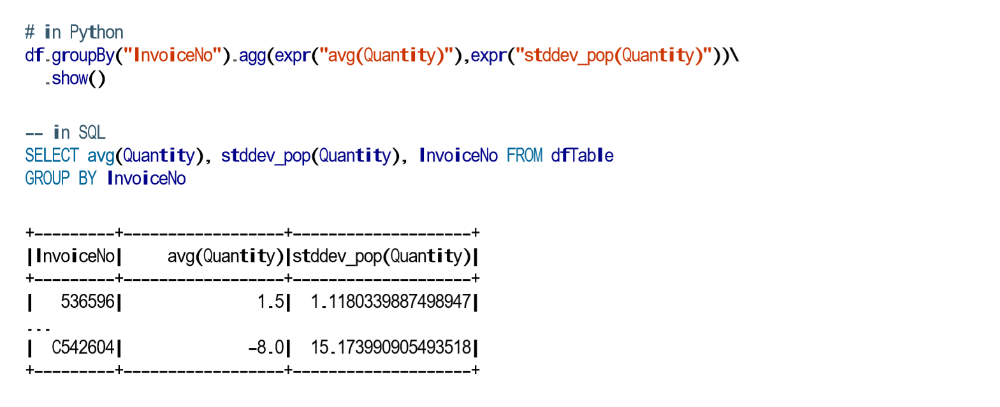 # in Python
df.groupBy("InvoiceNo").agg(expr("avg(Quantity)"),expr("stddev_pop(Quantity)"))\
  .show()
-- in SQL
SELECT avg(Quantity), stddev_pop(Quantity), InvoiceNo FROM dfTable
GROUP BY InvoiceNo
+---------+------------------+--------------------+
|InvoiceNo|     avg(Quantity)|stddev_pop(Quantity)|
+---------+------------------+--------------------+
|   536596|               1.5|  1.1180339887498947|
...
|  C542604|              -8.0|  15.173990905493518|
+---------+------------------+--------------------+